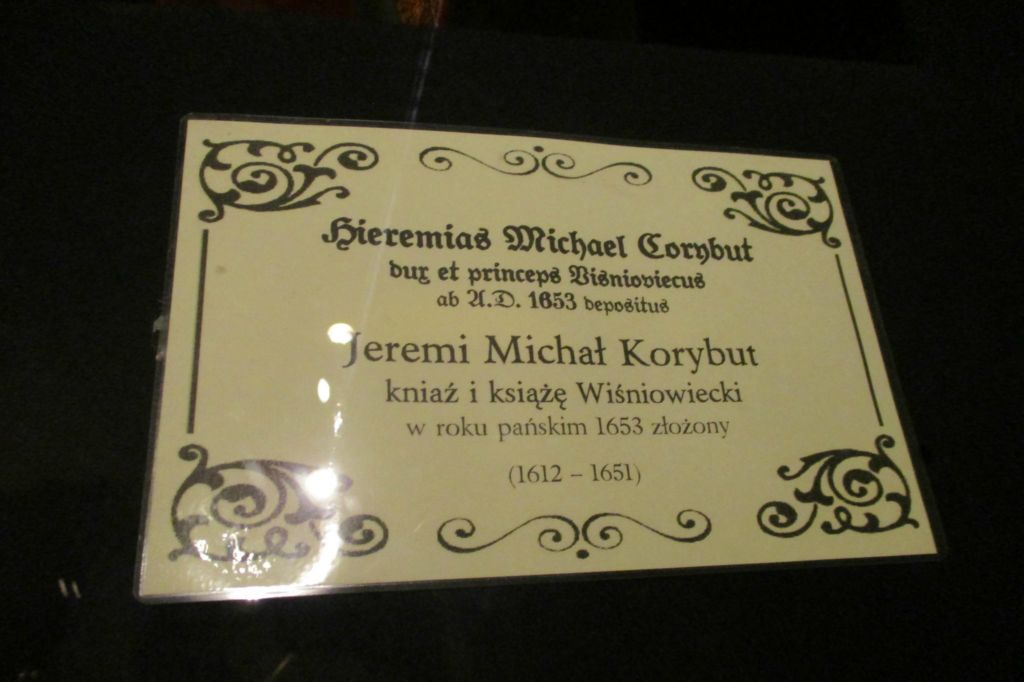 Hieremias Michael Corybut
dux et princeps Visnioviecus
ab A.D. 1653 depositus
Jeremi Michał Korybut
kniaź i książę Wiśniowiecki
w roku pańskim 1653 złożony
(1612 – 1651)